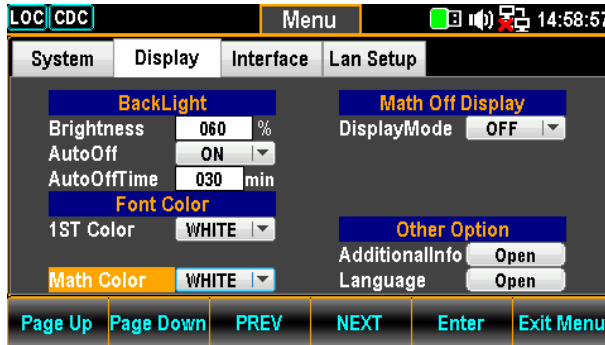 LOC CDC Menu 14:58:57
System Display Interface Lan Setup
BackLight
Brightness 060 %
AutoOff ON
AutoOffTime 030 min
Font Color
1ST Color WHITE
Math Color WHITE
Math Off Display
DisplayMode OFF
Other Option
AdditionalInfo Open
Language Open
Page Up Page Down PREV NEXT Enter Exit Menu